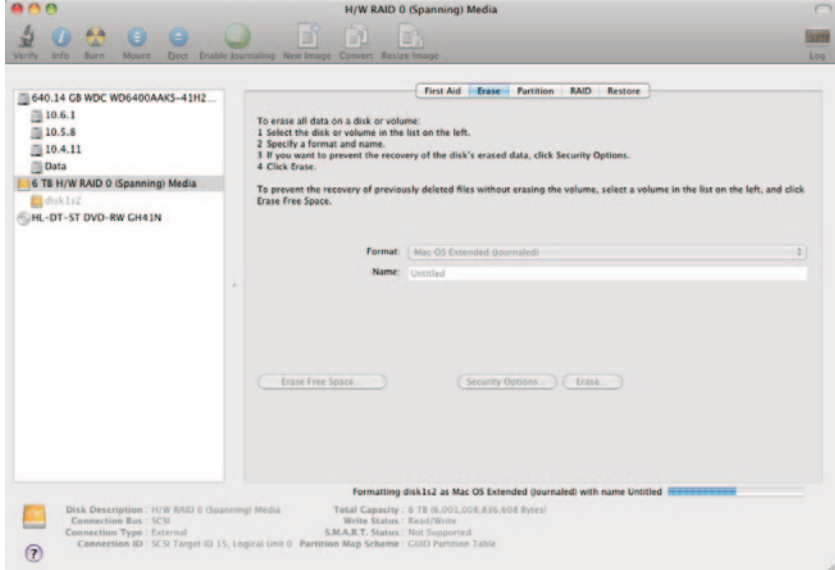 H/W RAID 0 (Spanning) Media
Verify Info Burn Mount Eject Enable Journaling New Image Convert Resize Image Log
640.14 GB WDC WD6400AAKS-41H2...
10.6.1
10.5.8
10.4.11
Data
6 TB H/W RAID 0 (Spanning) Media
disk1s2
HL-DT-ST DVD-RW GH41N
First Aid Erase Partition RAID Restore
To erase all data on a disk or volume:
1 Select the disk or volume in the list on the left.
2 Specify a format and name.
3 If you want to prevent the recovery of the disk's erased data, click Security Options.
4 Click Erase.
To prevent the recovery of previously deleted files without erasing the volume, select a volume in the list on the left, and click
Erase Free Space.
Format: Mac OS Extended (Journaled)
Name: Untitled
Erase Free Space... Security Options... Erase...
Formatting disk1s2 as Mac OS Extended (Journaled) with name Untitled
Disk Description : H/W RAID 0 (Spanning) Media Total Capacity : 6 TB (6,001,008,836,608 Bytes)
Connection Bus : SCSI Write Status : Read/Write
Connection Type : External S.M.A.R.T. Status : Not Supported
Connection ID : SCSI Target ID 15, Logical Unit 0 Partition Map Scheme : GUID Partition Table
?